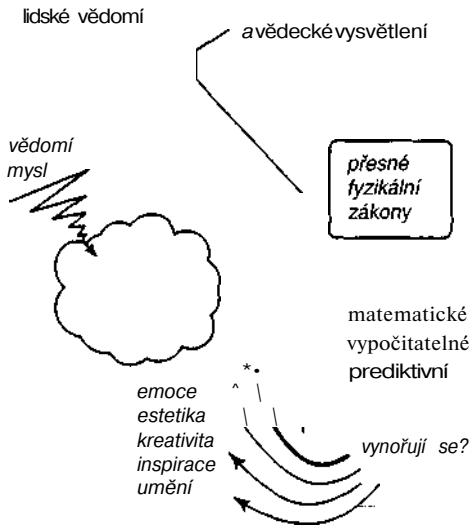 lidské vědomí
a vědecké vysvětlení
vědomí
mysl
přesné
fyzikální
zákony
matematické
vypočitatelné
prediktivní
emoce
estetika
kreativita
inspirace
umění
vynořují se?